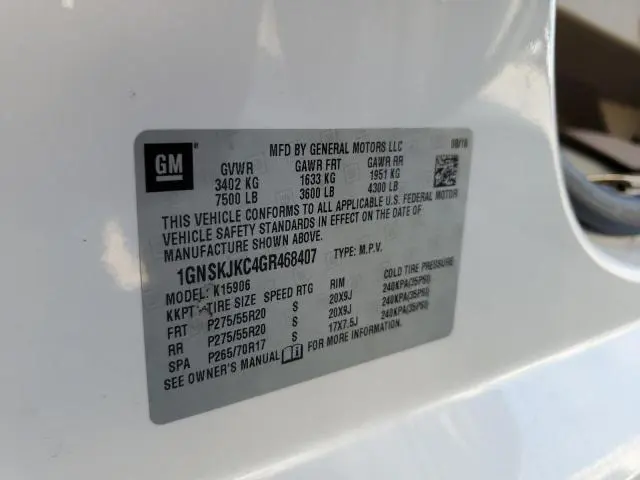 GM
MFD BY GENERAL MOTORS LLC
GVWR GAWR FRT GAWR RR
3402 KG 1633 KG 1951 KG
7500 LB 3600 LB 4300 LB
THIS VEHICLE CONFORMS TO ALL APPLICABLE U.S. FEDERAL MOTOR
VEHICLE SAFETY STANDARDS IN EFFECT ON THE DATE OF
MANUFACTURE SHOWN ABOVE.
1GNSKJKC4GR468407 TYPE: M.P.V.
MODEL: K15906
KKPT TIRE SIZE SPEED RTG RIM COLD TIRE PRESSURE
FRT P275/55R20 S 20X9J 240KPA(35PSI)
RR P275/55R20 S 20X9J 240KPA(35PSI)
SPA P265/70R17 S 17X7.5J 240KPA(35PSI)
SEE OWNER'S MANUAL FOR MORE INFORMATION.